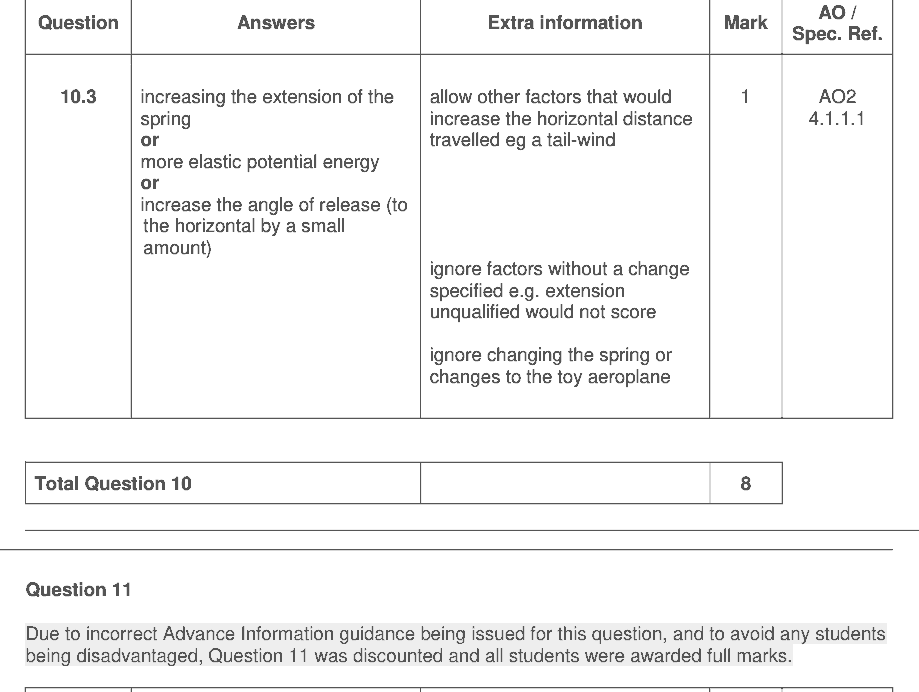 Question
Answers
Extra information
Mark
AO /
Spec. Ref.
10.3
increasing the extension of the
spring
or
more elastic potential energy
or
increase the angle of release (to
the horizontal by a small
amount)
allow other factors that would
increase the horizontal distance
travelled eg a tail-wind
ignore factors without a change
specified e.g. extension
unqualified would not score
ignore changing the spring or
changes to the toy aeroplane
1
AO2
4.1.1.1
Total Question 10
8
Question 11
Due to incorrect Advance Information guidance being issued for this question, and to avoid any students
being disadvantaged, Question 11 was discounted and all students were awarded full marks.